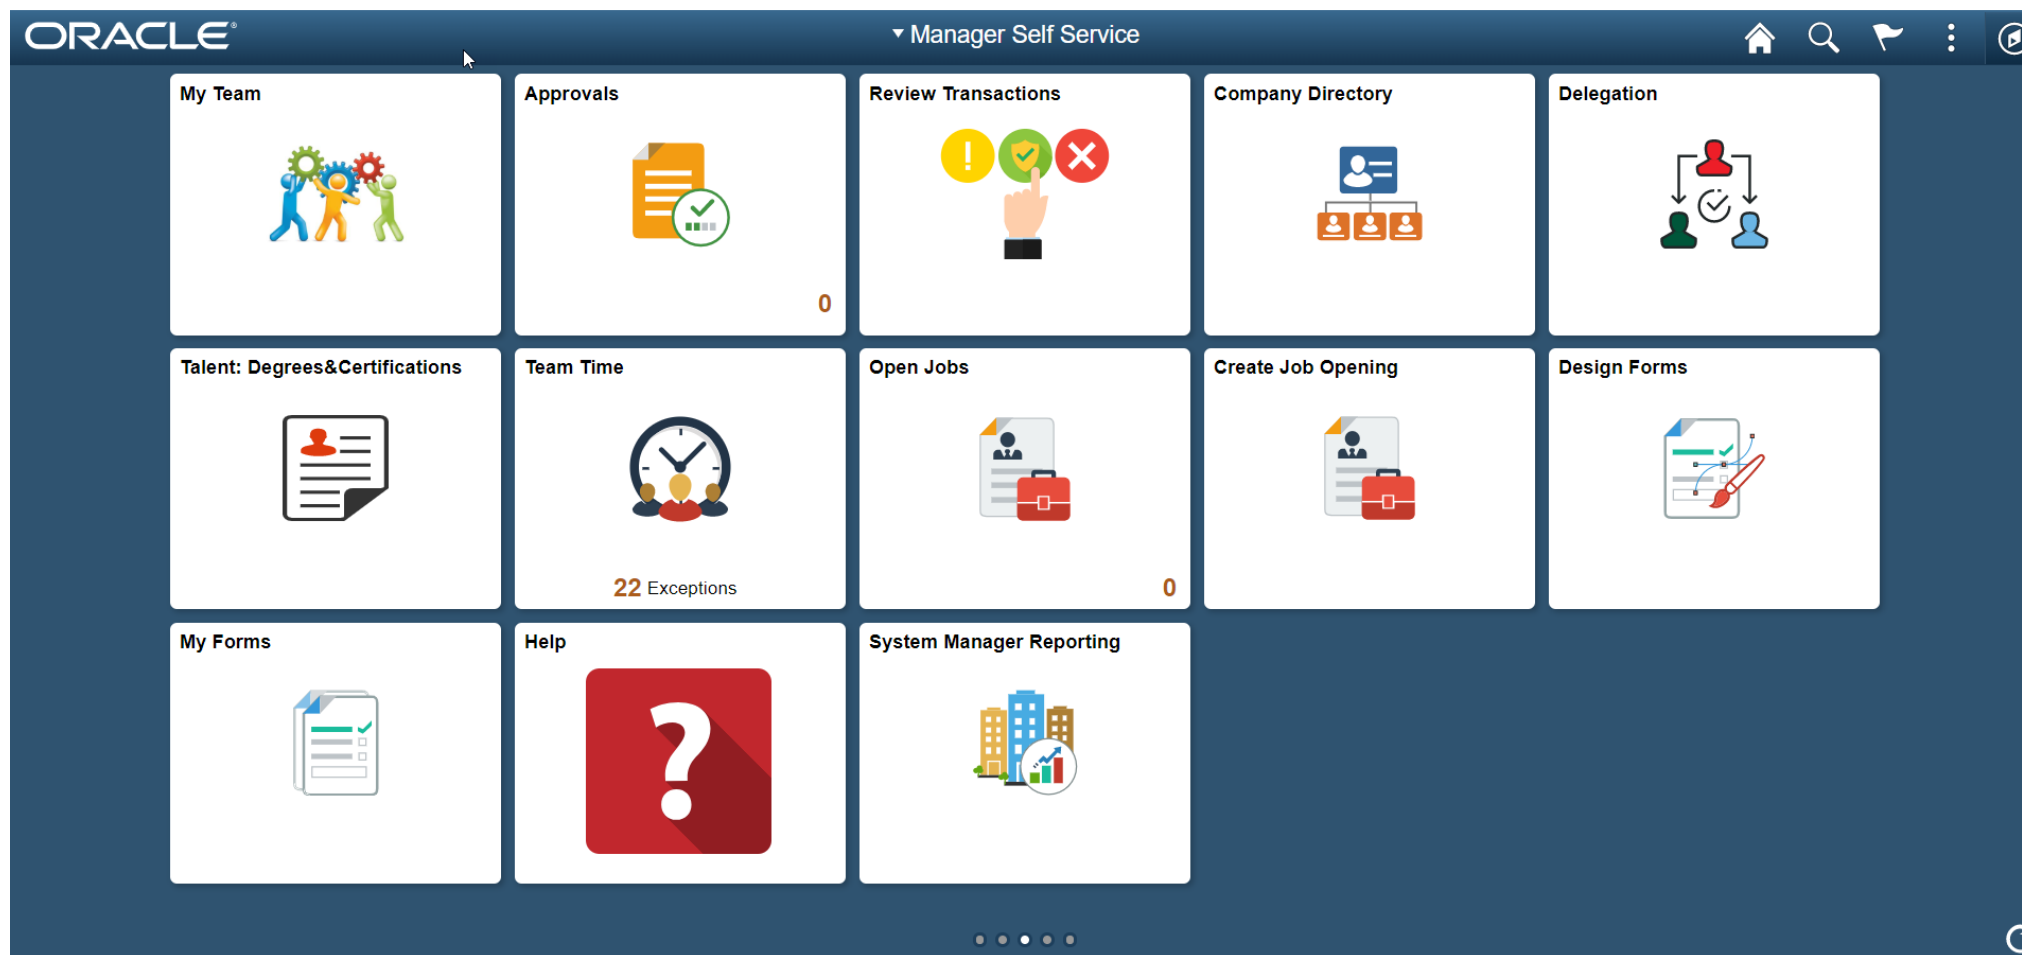 ORACLE®
Manager Self Service
My Team
Approvals
0
Review Transactions
Company Directory
Delegation
Talent: Degrees&Certifications
Team Time
22 Exceptions
Open Jobs
0
Create Job Opening
Design Forms
My Forms
Help
System Manager Reporting